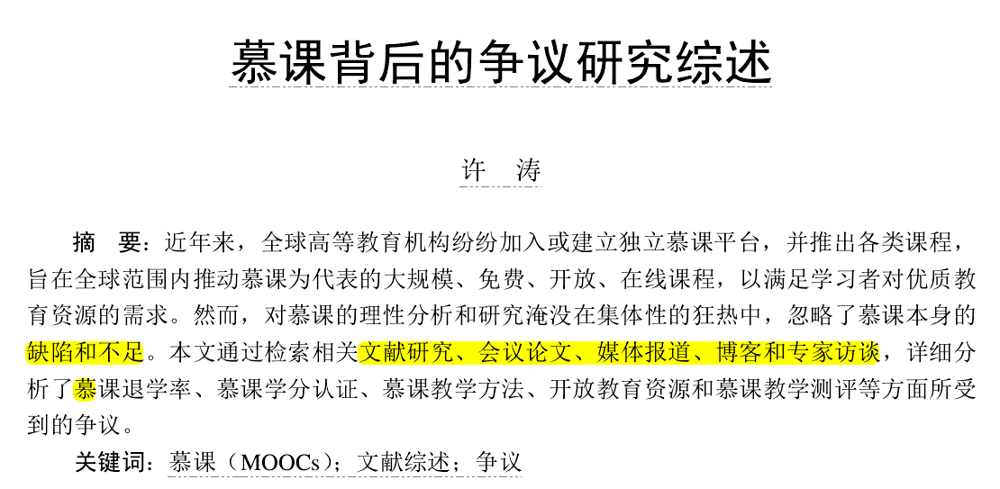 慕课背后的争议研究综述
许 涛
摘 要：近年来，全球高等教育机构纷纷加入或建立独立慕课平台，并推出各类课程，
旨在全球范围内推动慕课为代表的大规模、免费、开放、在线课程，以满足学习者对优质教
育资源的需求。然而，对慕课的理性分析和研究淹没在集体性的狂热中，忽略了慕课本身的
缺陷和不足。本文通过检索相关文献研究、会议论文、媒体报道、博客和专家访谈，详细分
析了慕课退学率、慕课学分认证、慕课教学方法、开放教育资源和慕课教学测评等方面所受
到的争议。
关键词：慕课（MOOCs）；文献综述；争议